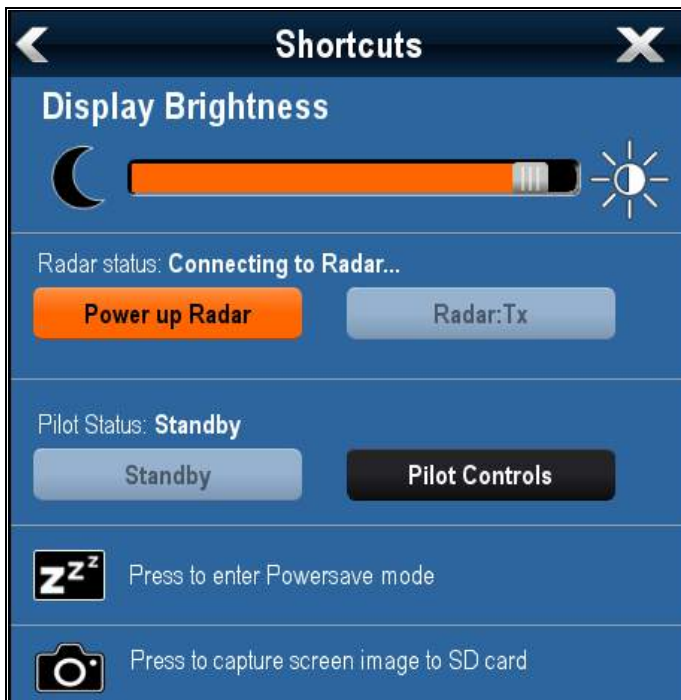 Shortcuts
Display Brightness
Radar status: Connecting to Radar...
Power up Radar Radar:Tx
Pilot Status: Standby
Standby Pilot Controls
zzz Press to enter Powersave mode
Press to capture screen image to SD card